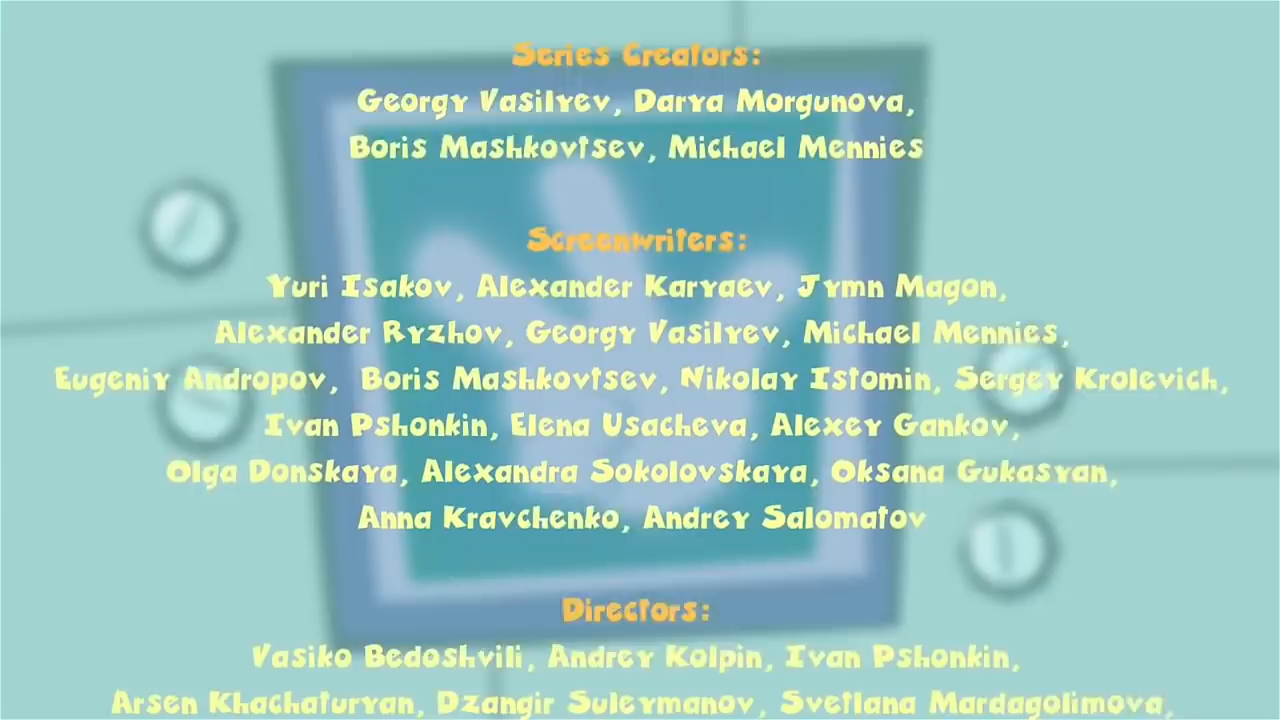 Series Creators:
Georgy Vasilyev, Darya Morgunova,
Boris Mashkovtsev, Michael Mennies
Screenwriters:
Yuri Isakov, Alexander Karyaev, Jymn Magon,
Alexander Ryzhov, Georgy Vasilyev, Michael Mennies,
Eugeniy Andropov, Boris Mashkovtsev, Nikolay Istomin, Sergey Krolevich,
Ivan Pshonkin, Elena Usacheva, Alexey Gankov,
Olga Donskaya, Alexandra Sokolovskaya, Oksana Gukasyan,
Anna Kravchenko, Andrey Salomatov
Directors:
Vasiko Bedoshvili, Andrey Kolpin, Ivan Pshonkin,
Arsen Khachaturyan, Dzangir Suleymanov, Svetlana Mardagolimova,